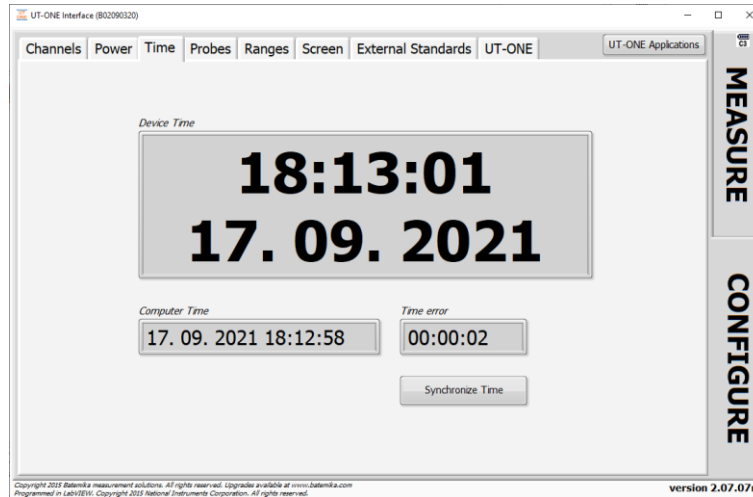 UT-ONE Interface (B02090320)
Channels Power Time Probes Ranges Screen External Standards UT-ONE
UT-ONE Applications
C3
MEASURE
Device Time
18:13:01
17. 09. 2021
Computer Time
17. 09. 2021 18:12:58
Time error
00:00:02
Synchronize Time
CONFIGURE
Copyright 2015 Batemika measurement solutions. All rights reserved. Upgrades available at www.batemika.com
Programmed in LabVIEW. Copyright 2015 National Instruments Corporation. All rights reserved.
version 2.07.07